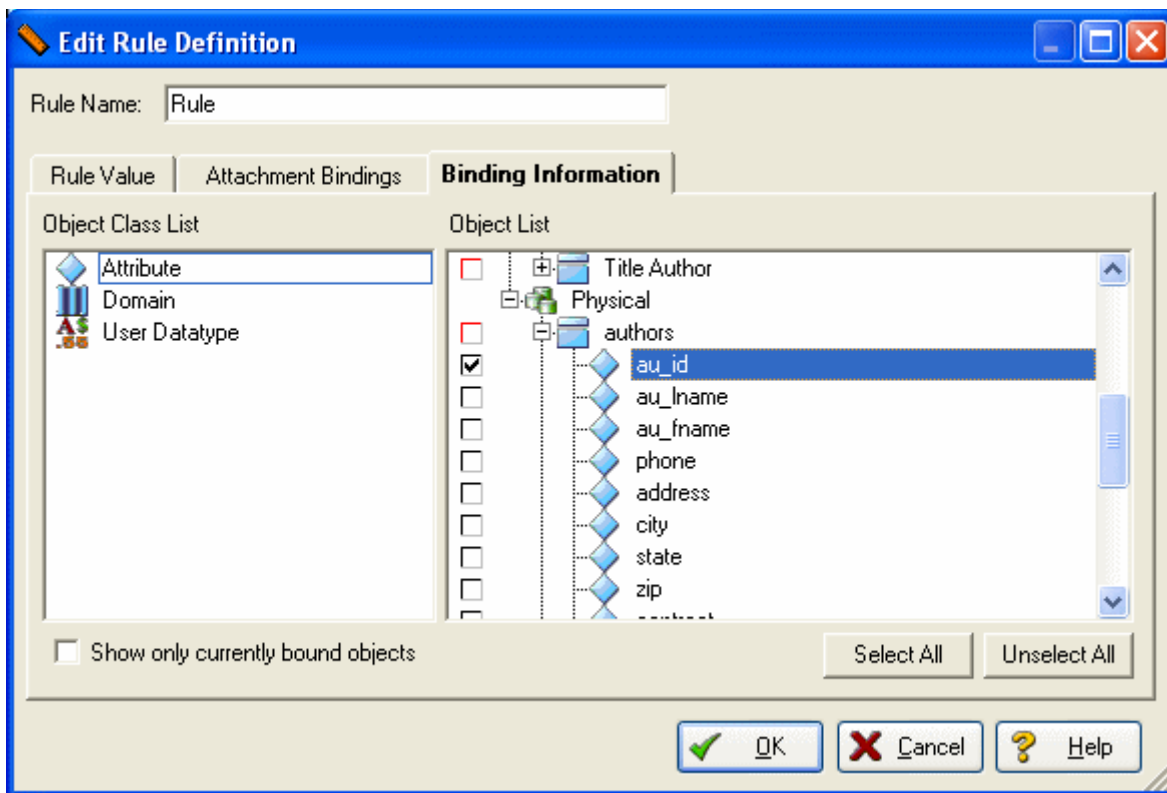 Edit Rule Definition
Rule Name: Rule
Rule Value Attachment Bindings Binding Information
Object Class List Object List
Attribute
Domain
User Datatype
Title Author
Physical
authors
au_id
au_lname
au_fname
phone
address
city
state
zip
Show only currently bound objects Select All Unselect All
OK Cancel Help